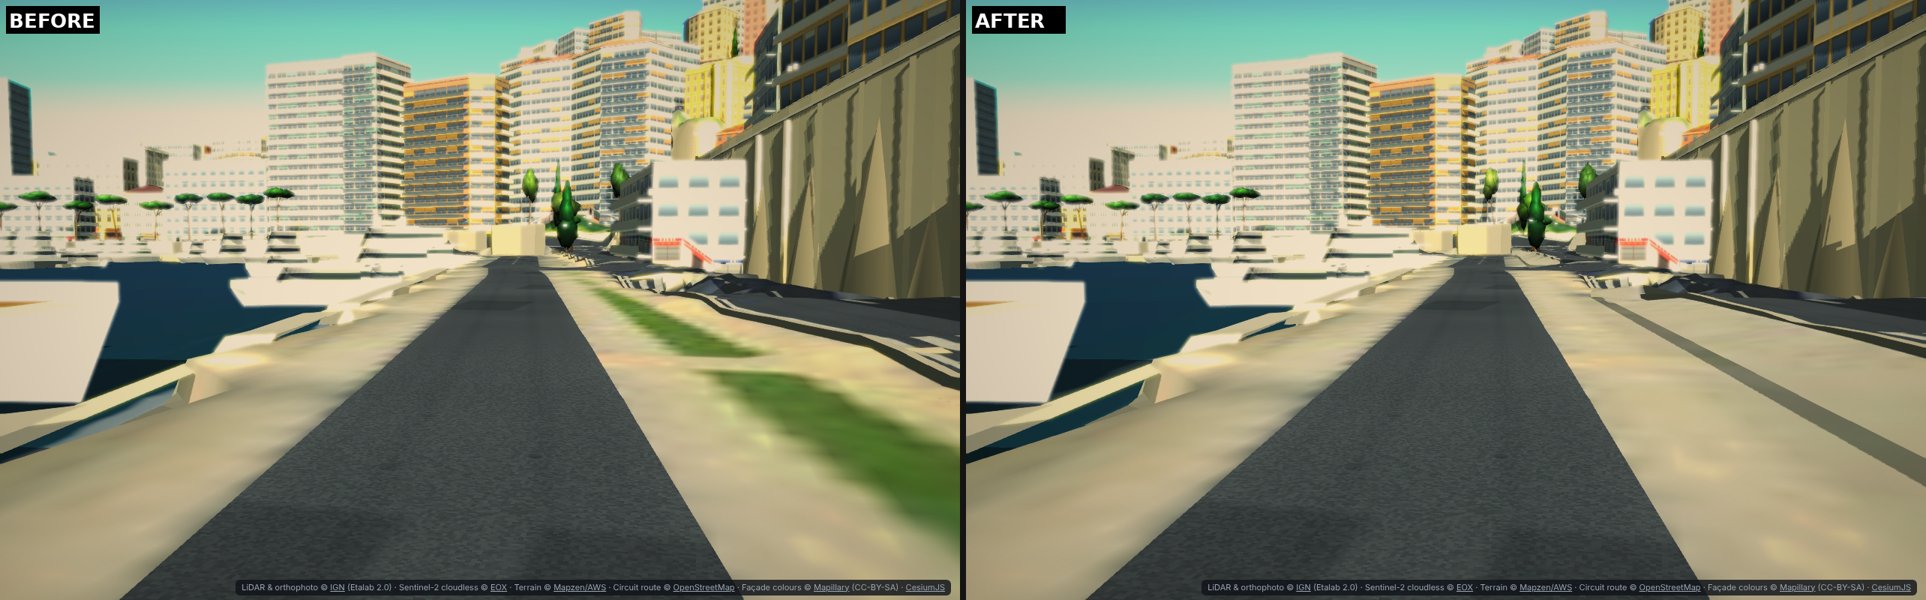 BEFORE
AFTER
LiDAR & orthophoto © IGN (Etalab 2.0) · Sentinel-2 cloudless © EOX · Terrain © Mapzen/AWS · Circuit route © OpenStreetMap · Façade colours © Mapillary (CC-BY-SA) · CesiumJS
LiDAR & orthophoto © IGN (Etalab 2.0) · Sentinel-2 cloudless © EOX · Terrain © Mapzen/AWS · Circuit route © OpenStreetMap · Façade colours © Mapillary (CC-BY-SA) · CesiumJS